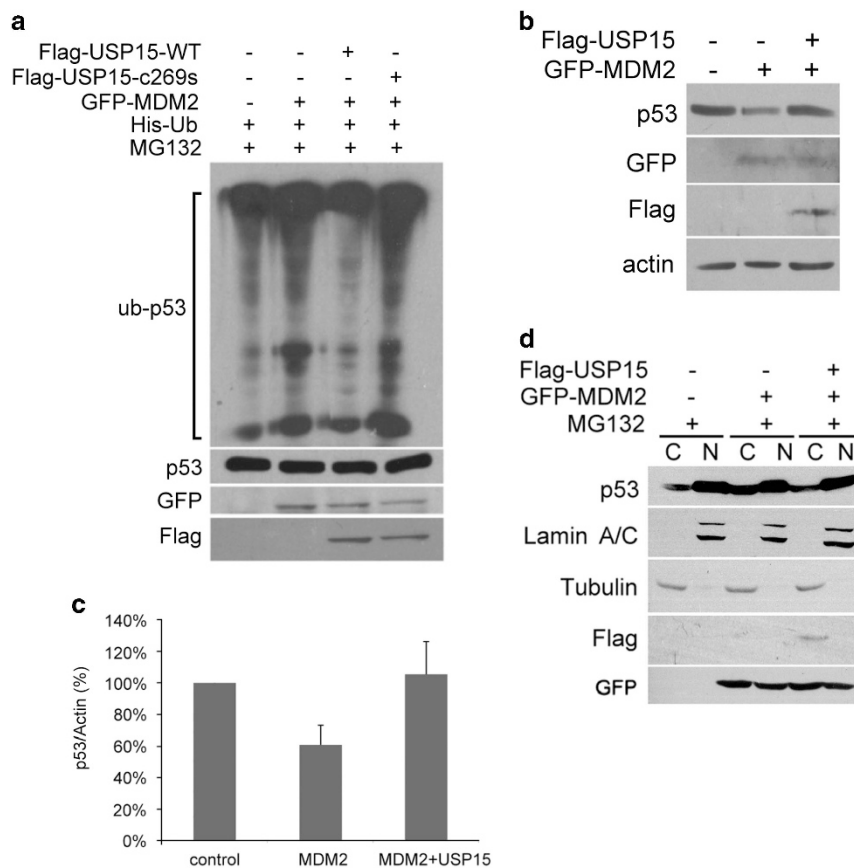 a
Flag-USP15-WT - - + -
Flag-USP15-c269s - - - +
GFP-MDM2 - + + +
His-Ub + + + +
MG132 + + + +
ub-p53
p53
GFP
Flag
b
Flag-USP15 - - +
GFP-MDM2 - + +
p53
GFP
Flag
actin
c
p53/Actin (%)
140%
120%
100%
80%
60%
40%
20%
0%
control MDM2 MDM2+USP15
d
Flag-USP15 - - +
GFP-MDM2 - + +
MG132 + + +
C N C N C N
p53
Lamin A/C
Tubulin
Flag
GFP